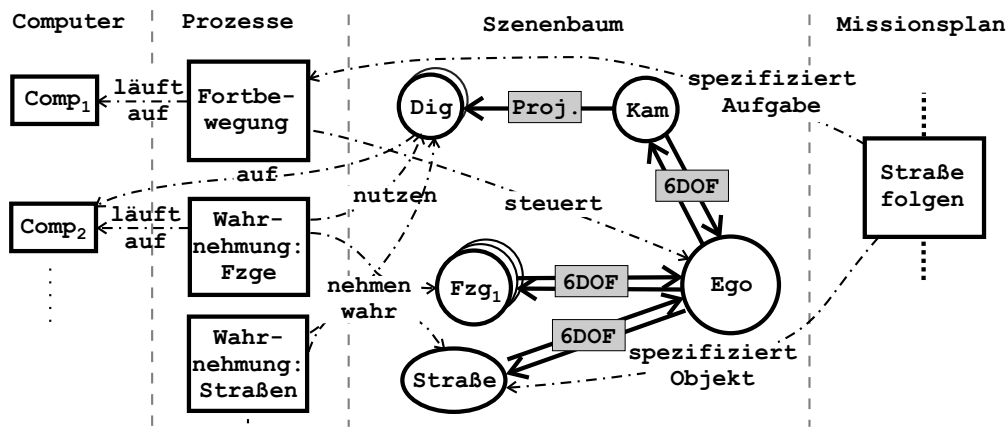 Computer
Prozesse
Szenenbaum
Missionsplan
Comp1
läuft
auf
Fortbe-
wegung
Dig
Proj.
Kam
spezifiziert
Aufgabe
Straße
folgen
auf
nutzen
steuert
6DOF
Comp2
läuft
auf
Wahr-
nehmung:
Fzge
nehmen
wahr
Fzg1
6DOF
Ego
6DOF
Wahr-
nehmung:
Straßen
Straße
spezifiziert
Objekt